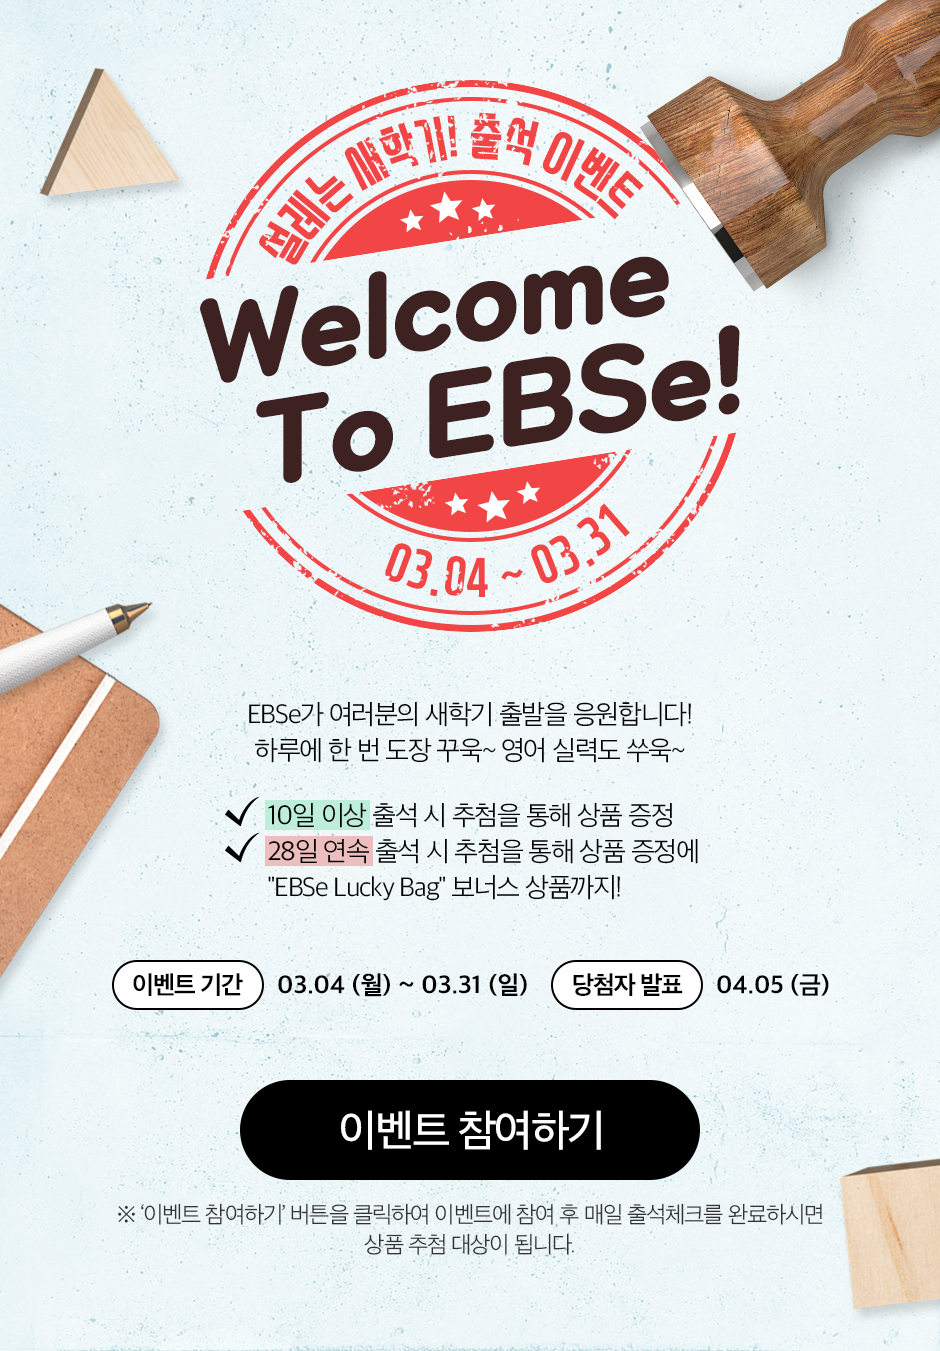 설레는 새학기! 출석 이벤트
Welcome
To EBSe!
03.04 ~ 03.31
EBSe가 여러분의 새학기 출발을 응원합니다!
하루에 한 번 도장 꾸욱~ 영어 실력도 쑤욱~
10일 이상 출석 시 추첨을 통해 상품 증정
28일 연속 출석 시 추첨을 통해 상품 증정에
"EBSe Lucky Bag" 보너스 상품까지!
이벤트 기간 03.04 (월) ~ 03.31 (일) 당첨자 발표 04.05 (금)
이벤트 참여하기
※ ‘이벤트 참여하기’ 버튼을 클릭하여 이벤트에 참여 후 매일 출석체크를 완료하시면
상품 추첨 대상이 됩니다.